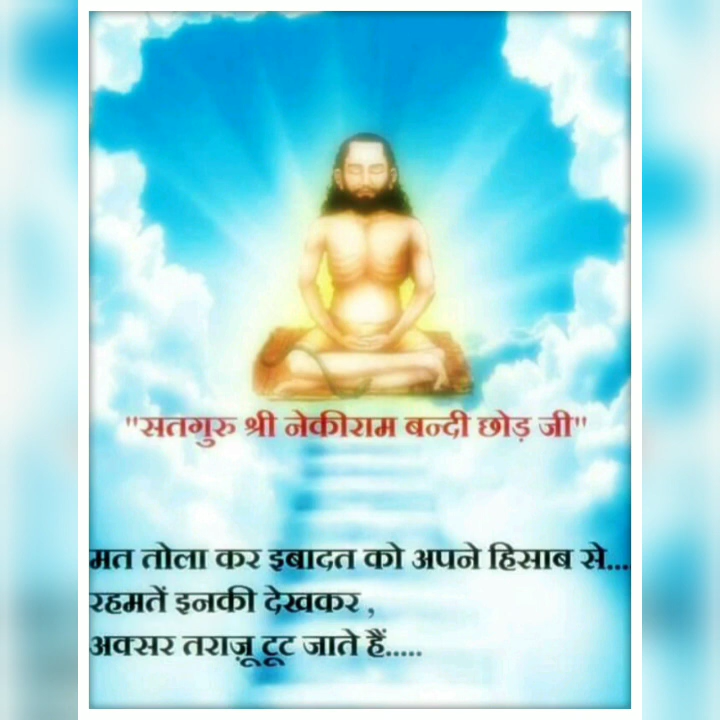 "सतगुरु श्री नेकीराम बन्दी छोड़ जी"
मत तोला कर इबादत को अपने हिसाब से...
रहमतें इनकी देखकर ,
अक्सर तराज़ू टूट जाते हैं.....